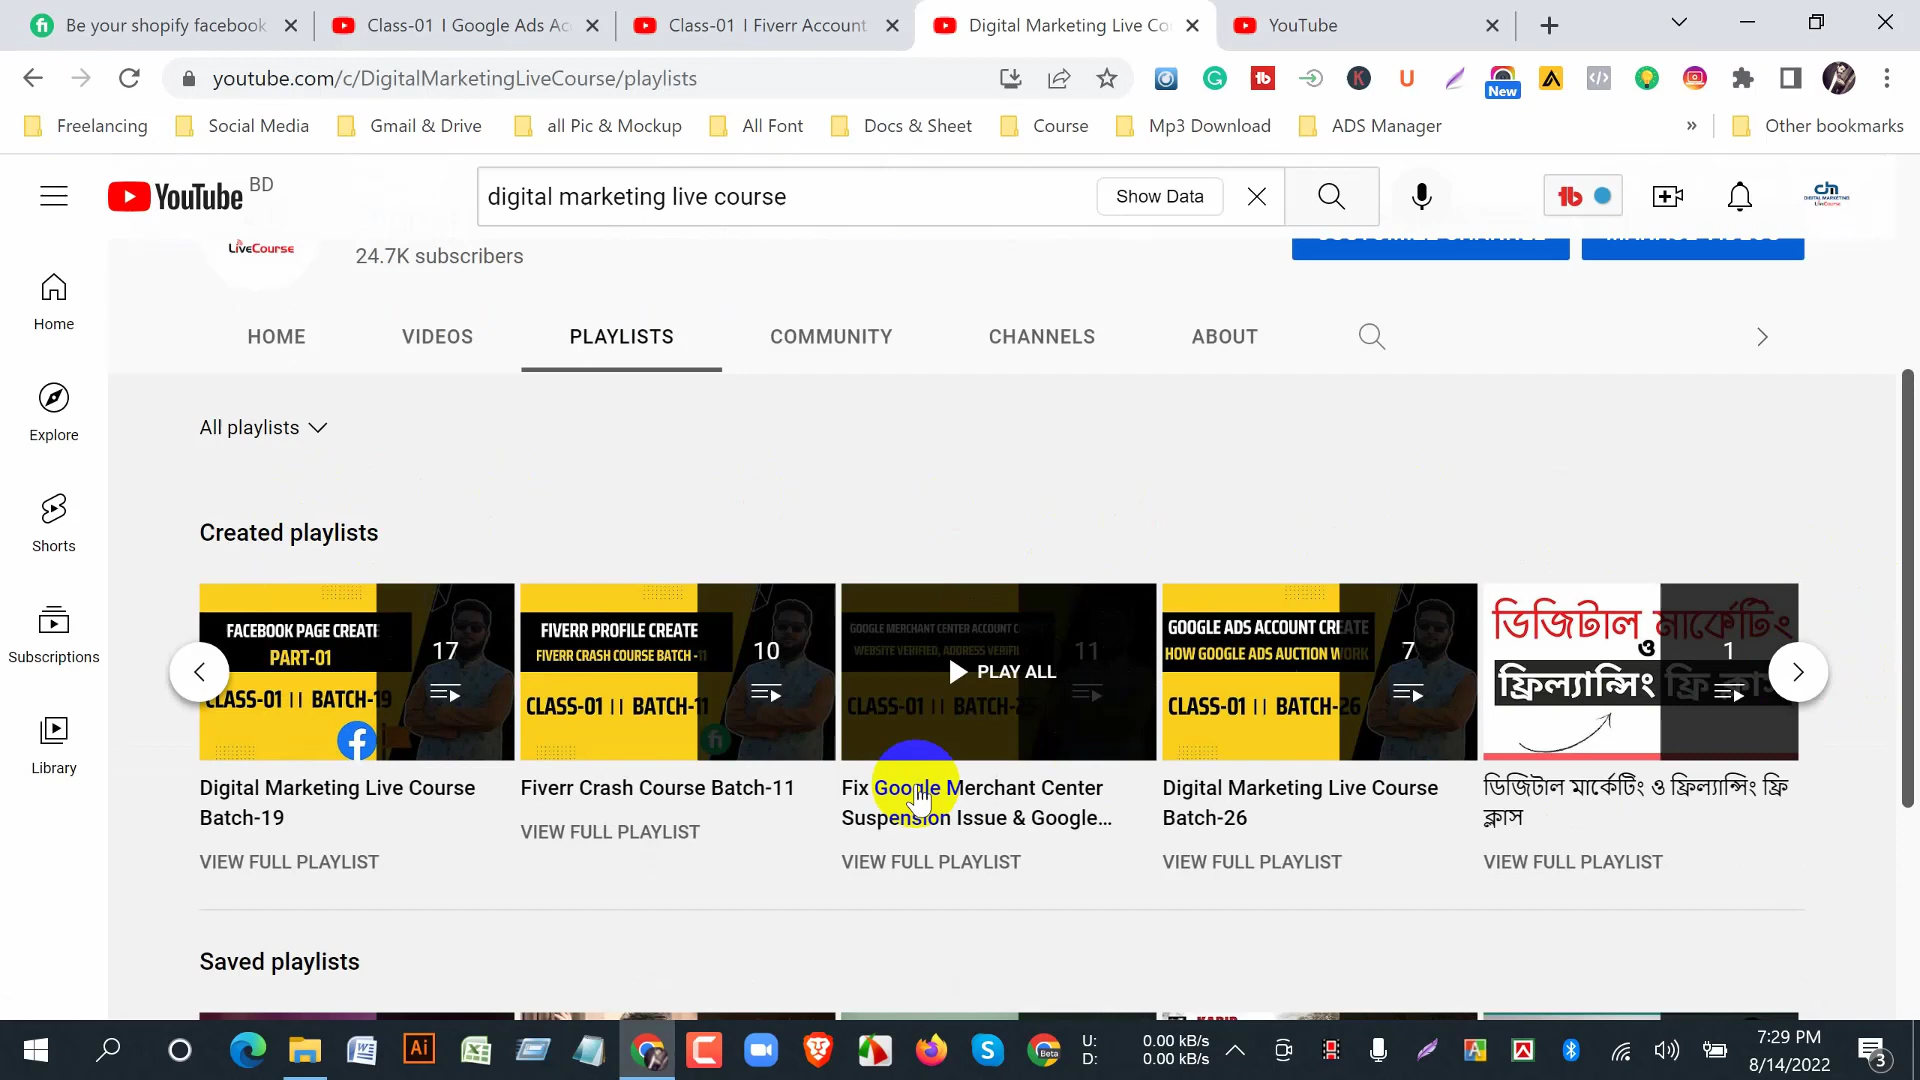 Be your shopify facebook
Class-01 I Google Ads Ac
Class-01 I Fiverr Account
Digital Marketing Live Co
YouTube
youtube.com/c/DigitalMarketingLiveCourse/playlists
New
Freelancing
Social Media
Gmail & Drive
all Pic & Mockup
All Font
Docs & Sheet
Course
Mp3 Download
ADS Manager
Other bookmarks
YouTube BD
digital marketing live course
Show Data
LiveCourse
24.7K subscribers
CUSTOMIZE CHANNEL
MANAGE VIDEOS
Home
Explore
Shorts
Subscriptions
Library
HOME
VIDEOS
PLAYLISTS
COMMUNITY
CHANNELS
ABOUT
All playlists
Created playlists
FACEBOOK PAGE CREATE
PART-01
CLASS-01 || BATCH-19
17
FIVERR PROFILE CREATE
FIVERR CRASH COURSE BATCH -11
CLASS-01 || BATCH-11
10
GOOGLE MERCHANT CENTER ACCOUNT C
WEBSITE VERIFIED, ADDRESS VERIFI
CLASS-01 || BATCH-25
11
PLAY ALL
GOOGLE ADS ACCOUNT CREATE
HOW GOOGLE ADS AUCTION WORK
CLASS-01 || BATCH-26
7
ডিজিটাল মার্কেটিং
ও
ফ্রিল্যান্সিং ফ্রি ক্লাস
1
Digital Marketing Live Course
Batch-19
VIEW FULL PLAYLIST
Fiverr Crash Course Batch-11
VIEW FULL PLAYLIST
Fix Google Merchant Center
Suspension Issue & Google...
VIEW FULL PLAYLIST
Digital Marketing Live Course
Batch-26
VIEW FULL PLAYLIST
ডিজিটাল মার্কেটিং ও ফ্রিল্যান্সিং ফ্রি
ক্লাস
VIEW FULL PLAYLIST
Saved playlists
U: 0.00 kB/s
D: 0.00 kB/s
7:29 PM
8/14/2022
3